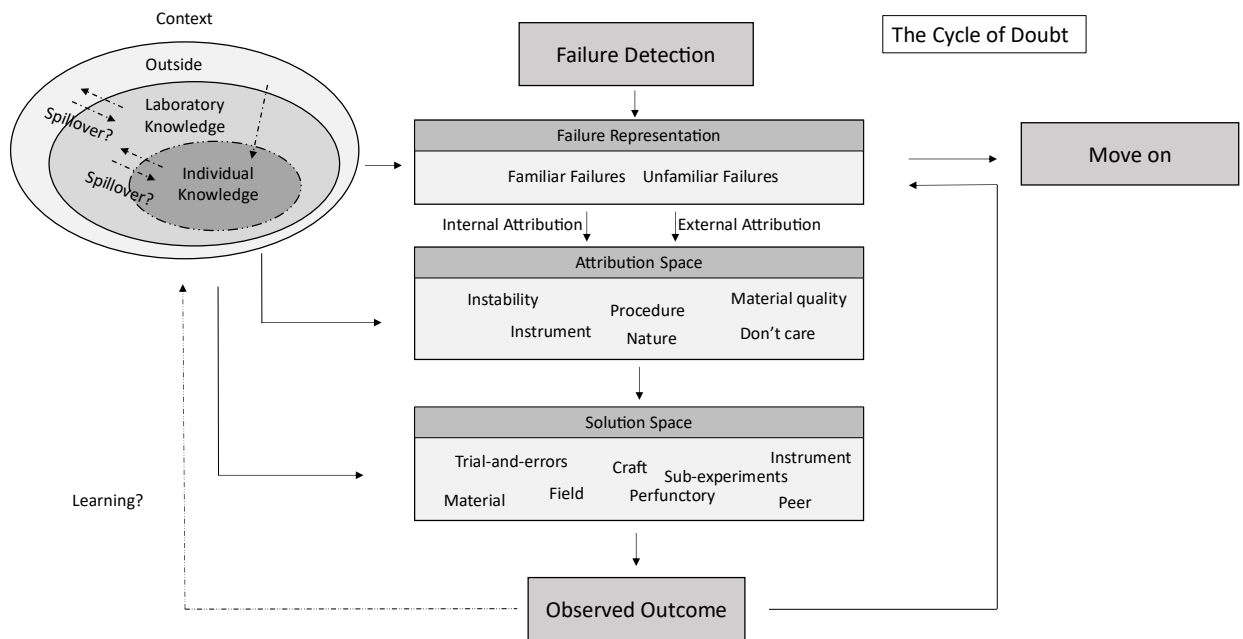 Context
The Cycle of Doubt
Failure Detection
Outside
Laboratory
Knowledge
Spillover?
Individual
Knowledge
Spillover?
Failure Representation
Familiar Failures Unfamiliar Failures
Move on
Internal Attribution External Attribution
Attribution Space
Instability
Procedure
Material quality
Instrument
Nature
Don't care
Solution Space
Trial-and-errors
Craft
Sub-experiments
Instrument
Material
Field
Perfunctory
Peer
Learning?
Observed Outcome